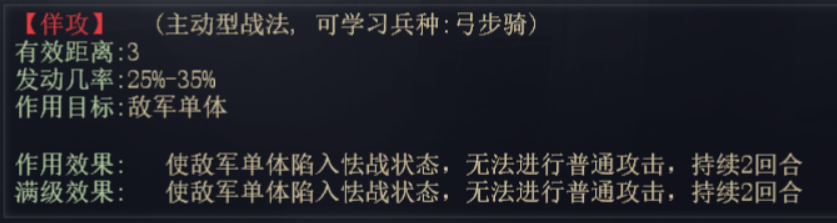 【佯攻】 (主动型战法, 可学习兵种:弓步骑)
有效距离:3
发动几率:25%-35%
作用目标:敌军单体
作用效果: 使敌军单体陷入怯战状态，无法进行普通攻击，持续2回合
满级效果: 使敌军单体陷入怯战状态，无法进行普通攻击，持续2回合